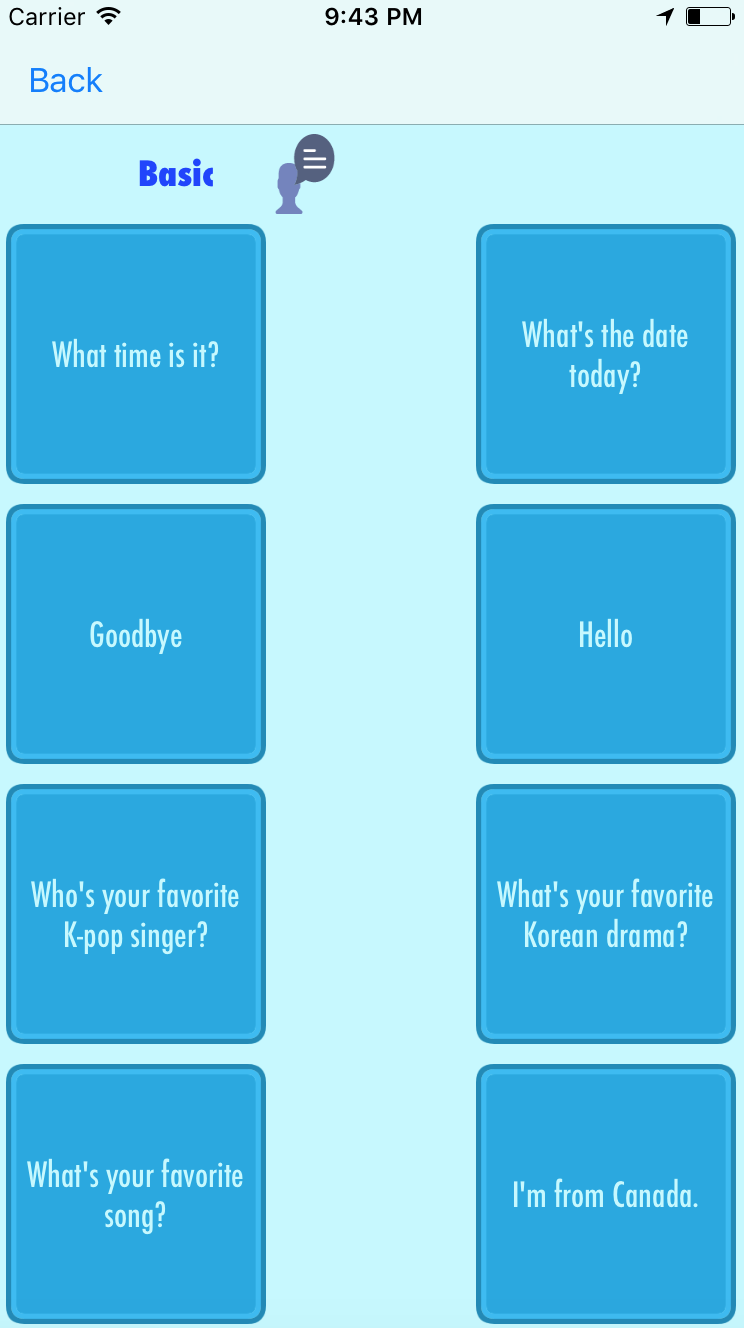 Carrier
9:43 PM
Back
Basic
What time is it?
What's the date
today?
Goodbye
Hello
Who's your favorite
K-pop singer?
What's your favorite
Korean drama?
What's your favorite
song?
I'm from Canada.